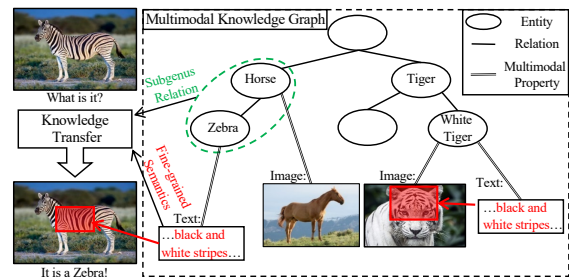 What is it?
Knowledge
Transfer
It is a Zebra!
Multimodal Knowledge Graph
Subgenus
Relation
Fine-grained
Semantics
Horse
Zebra
Tiger
White
Tiger
Text:
…black and
white stripes…
Image:
Image:
Text:
…black and
white stripes…
Entity
Relation
Multimodal
Property